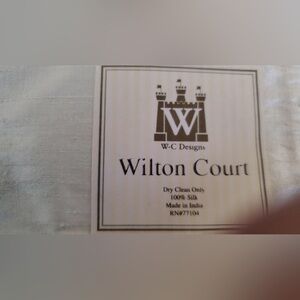 W
W-C Designs
Wilton Court
Dry Clean Only
100% Silk
Made in India
RN#77104